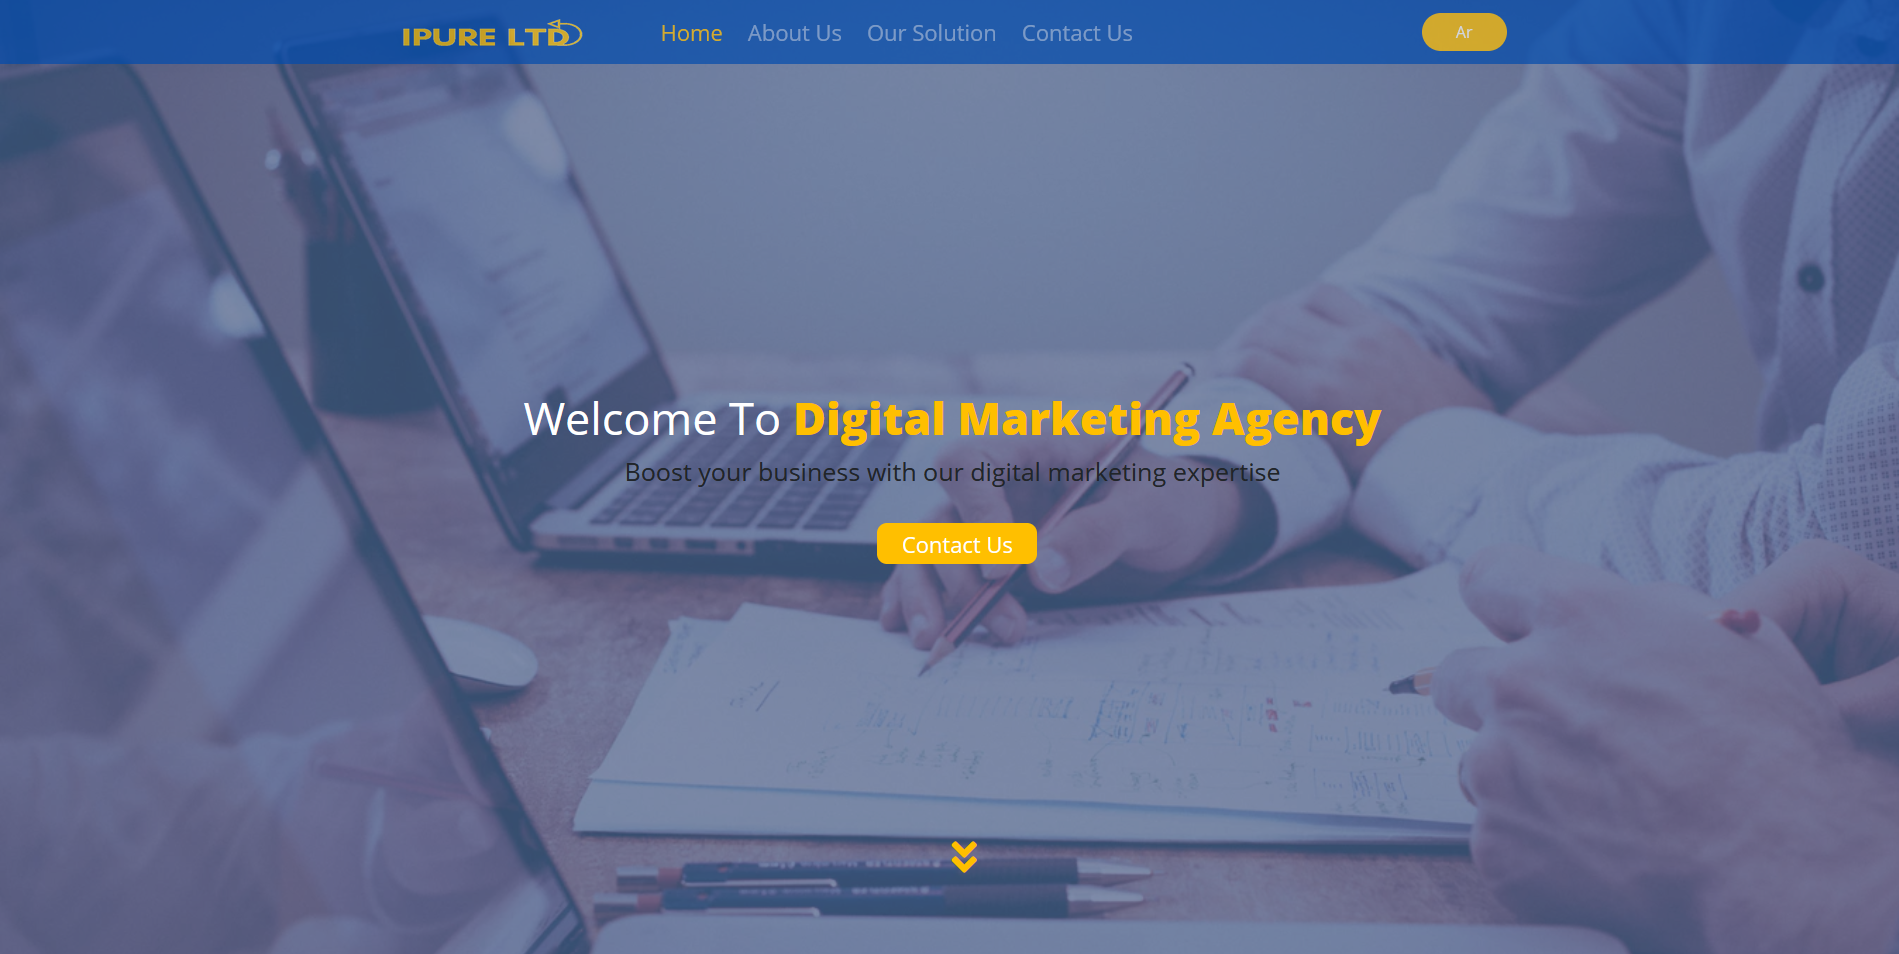 IPURE LTD
Home About Us Our Solution Contact Us
Ar
Welcome To Digital Marketing Agency
Boost your business with our digital marketing expertise
Contact Us